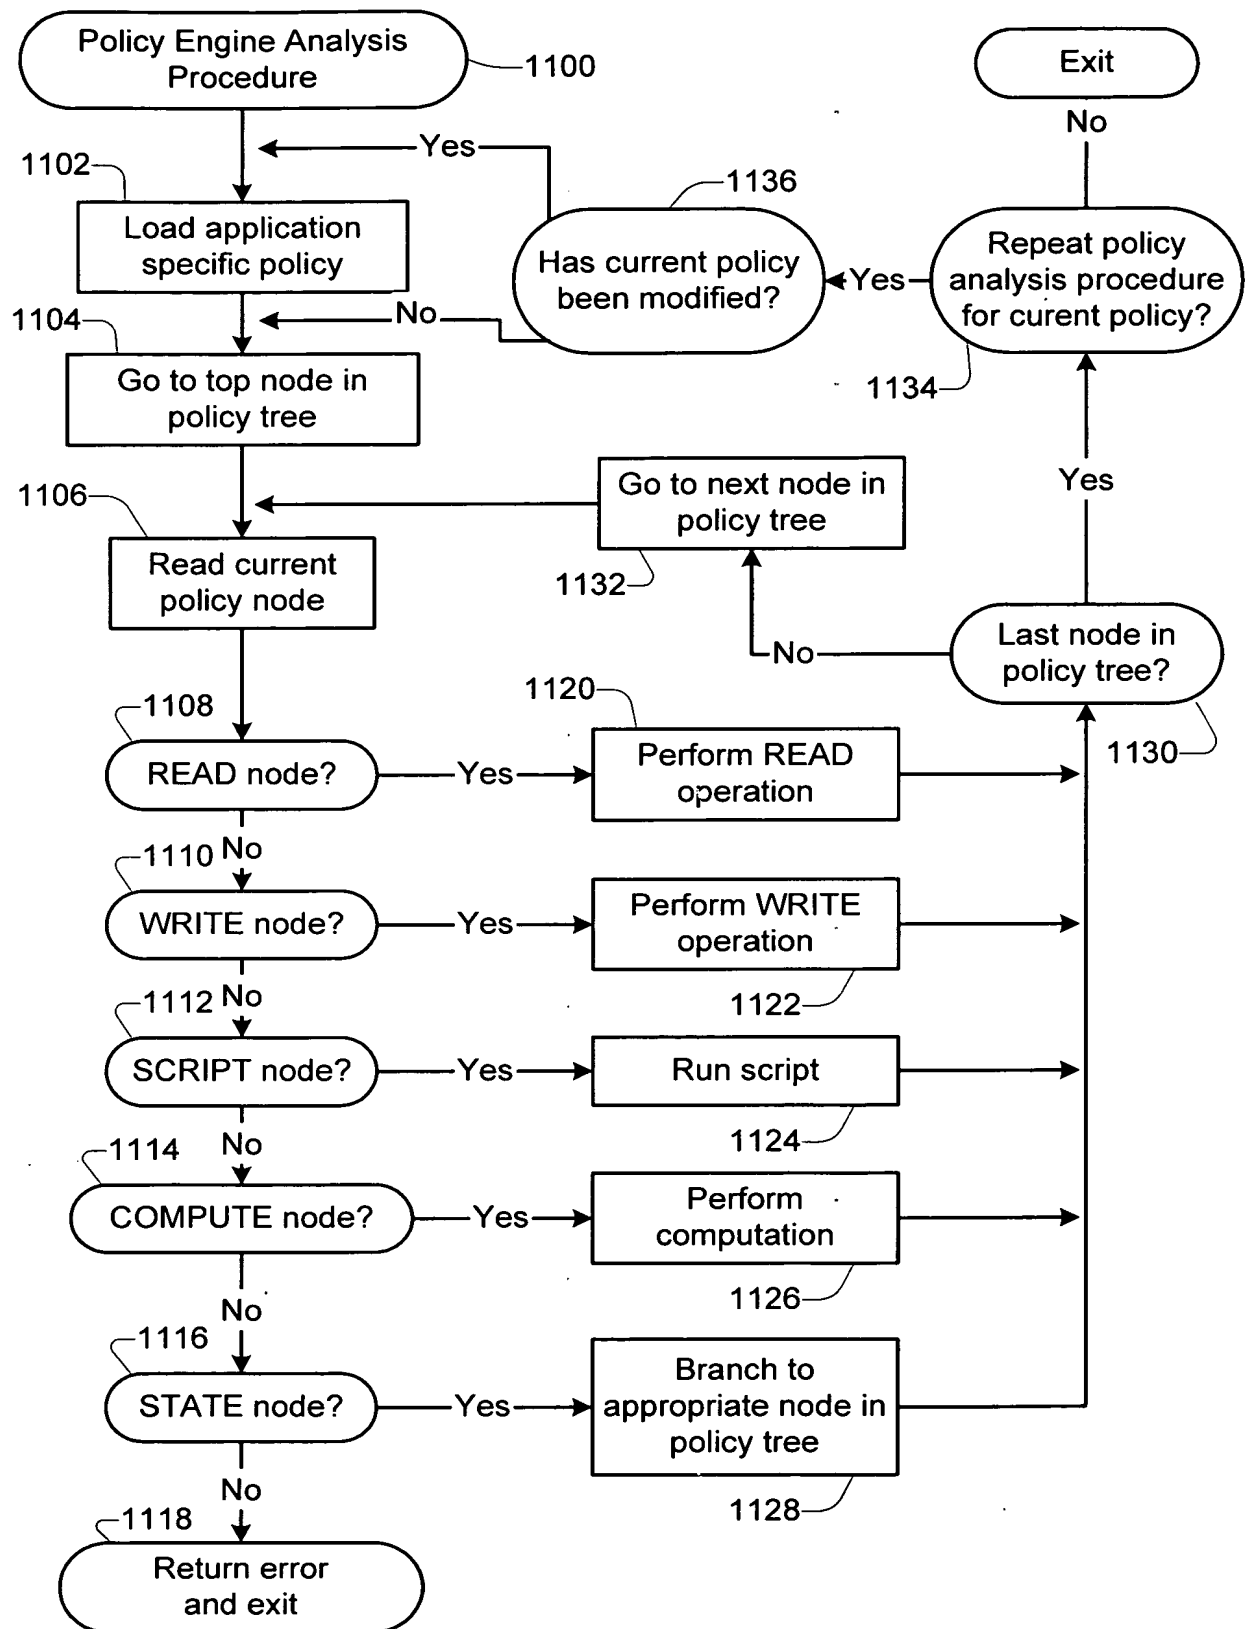 Policy Engine Analysis
Procedure
1100
Exit
No
Yes
1102
1136
Load application
specific policy
Has current policy
been modified?
Yes
Repeat policy
analysis procedure
for curent policy?
No
1104
1134
Go to top node in
policy tree
Yes
1106
Go to next node in
policy tree
1132
Read current
policy node
Last node in
policy tree?
No
1130
1108
1120
READ node?
Yes
Perform READ
operation
No
1110
WRITE node?
Yes
Perform WRITE
operation
1122
No
1112
SCRIPT node?
Yes
Run script
1124
No
1114
COMPUTE node?
Yes
Perform
computation
1126
No
1116
STATE node?
Yes
Branch to
appropriate node in
policy tree
1128
No
1118
Return error
and exit